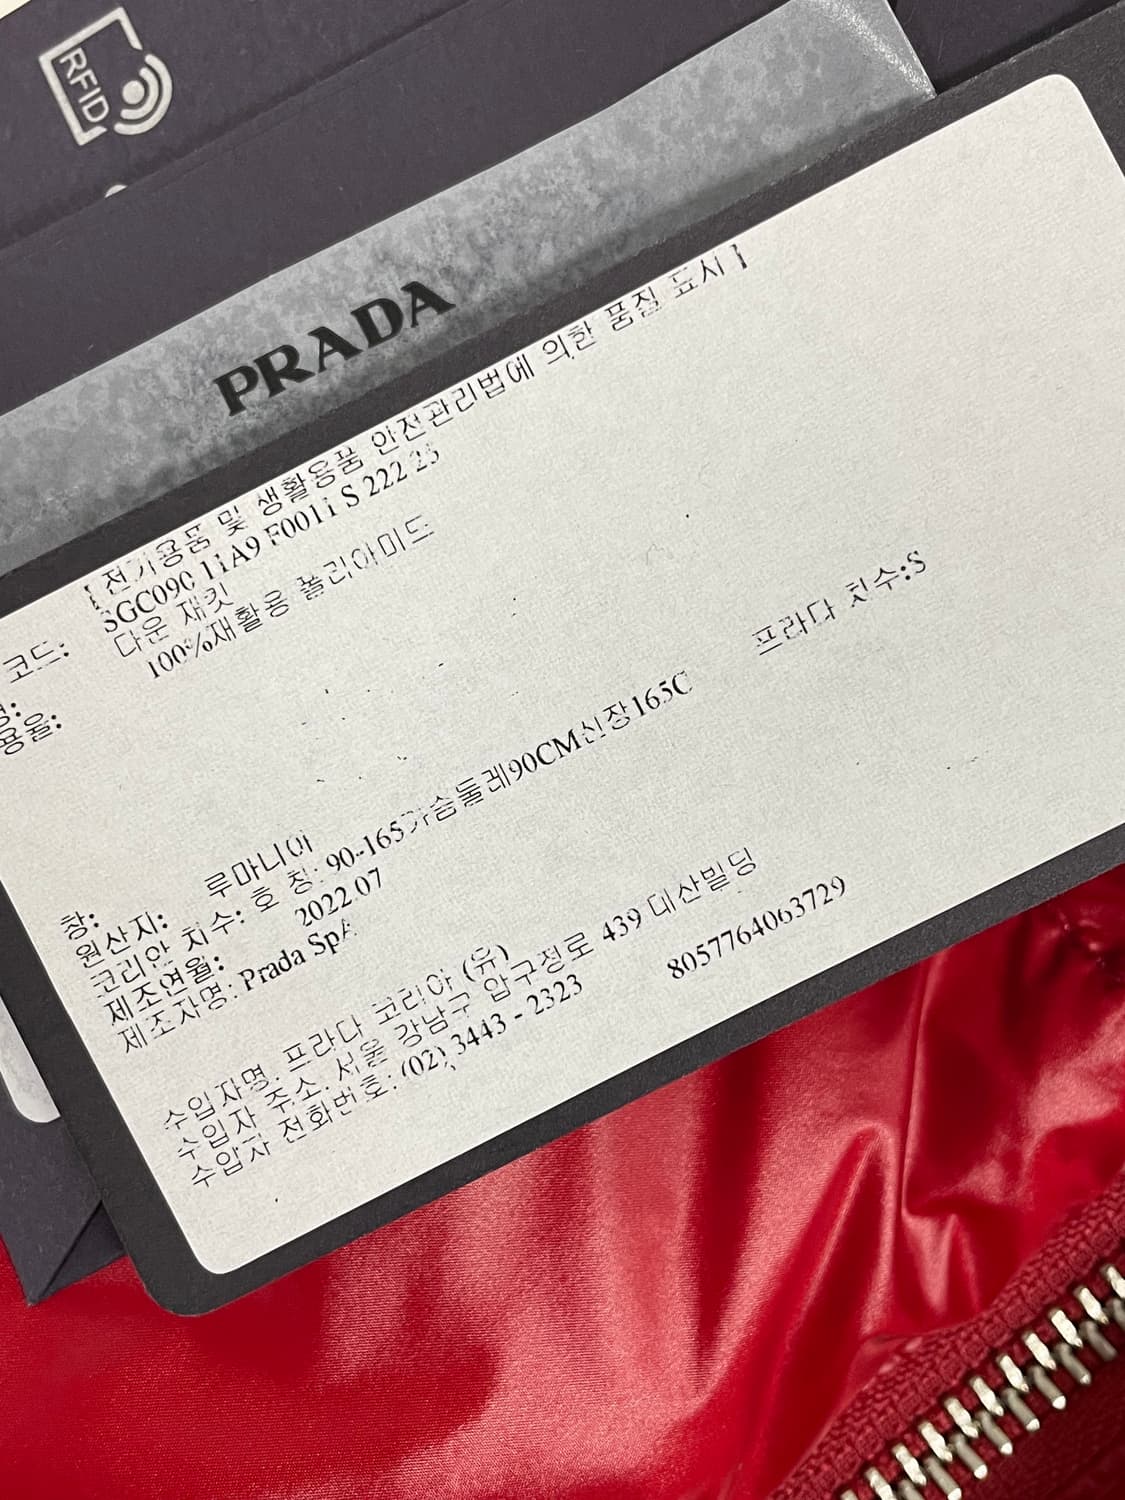 RFID
PRADA
[ 전기용품 및 생활용품 안전관리법에 의한 품질 표시 ]
코드: SGC090 11A9 F0011 S 222 23
명: 다운 재킷
용율: 100%재활용 폴리아미드
창:
원산지: 루마니아
코리안 치수: 호 칭: 90-165가슴둘레90CM신장165C 프라다 칫수:S
제조연월: 2022.07
제조자명: Prada SpA
수입자명: 프라다 코리아 (유)
수입자 주소: 서울 강남구 압구정로 439 대산빌딩
수입자 전화번호: (02) 3443 - 2323 8057764063729